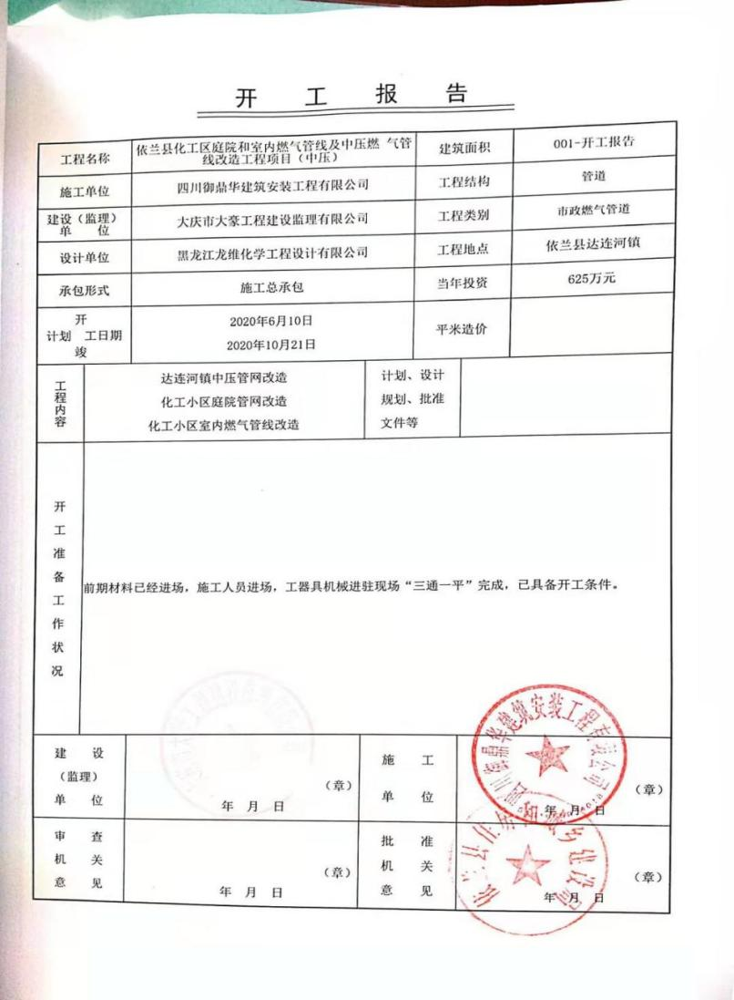 开 工 报 告
工程名称 依兰县化工区庭院和室内燃气管线及中压燃 气管线改造工程项目（中压） 建筑面积 001-开工报告
施工单位 四川御鼎华建筑安装工程有限公司 工程结构 管道
建设（监理）单 位 大庆市大豪工程建设监理有限公司 工程类别 市政燃气管道
设计单位 黑龙江龙维化学工程设计有限公司 工程地点 依兰县达连河镇
承包形式 施工总承包 当年投资 625万元
开
计划 工日期
竣
2020年6月10日
2020年10月21日
平米造价
工程内容
达连河镇中压管网改造
化工小区庭院管网改造
化工小区室内燃气管线改造
计划、设计
规划、批准
文件等
开工准备工作状况
前期材料已经进场，施工人员进场，工器具机械进驻现场“三通一平”完成，已具备开工条件。
建 设
（监理）
单 位
（章）
年 月 日
施 工
单 位
（章）
年 月 日
四川御鼎华建筑安装工程有限公司
审 查
机 关
意 见
（章）
年 月 日
批 准
机 关
意 见
（章）
年 月 日
依兰县住房和城乡建设局